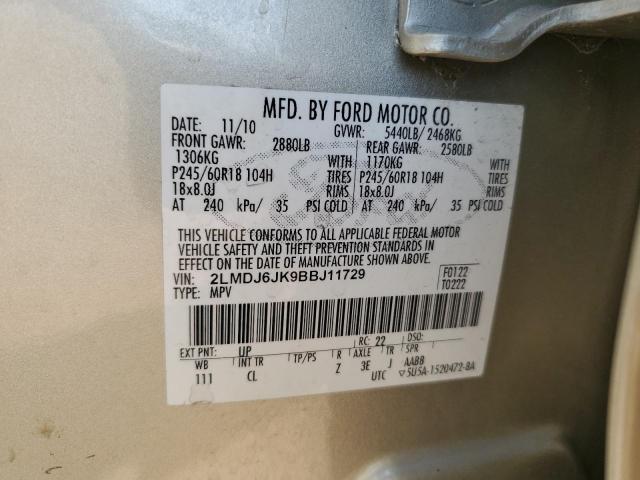 MFD. BY FORD MOTOR CO.
DATE: 11/10 GVWR: 5440LB/ 2468KG
FRONT GAWR: 2880LB REAR GAWR: 2580LB
1306KG WITH 1170KG WITH
P245/60R18 104H TIRES P245/60R18 104H TIRES
18x8.0J RIMS 18x8.0J RIMS
AT 240 kPa/ 35 PSI COLD AT 240 kPa/ 35 PSI COLD
THIS VEHICLE CONFORMS TO ALL APPLICABLE FEDERAL MOTOR
VEHICLE SAFETY AND THEFT PREVENTION STANDARDS IN
EFFECT ON THE DATE OF MANUFACTURE SHOWN ABOVE.
VIN: 2LMDJ6JK9BBJ11729 F0122
TYPE: MPV T0222
EXT PNT: UP RC: 22 DSO:
WB INT TR TP/PS R AXLE TR SPR
111 CL Z 3E J AABB
UTC ▽5U5A-1520472-BA